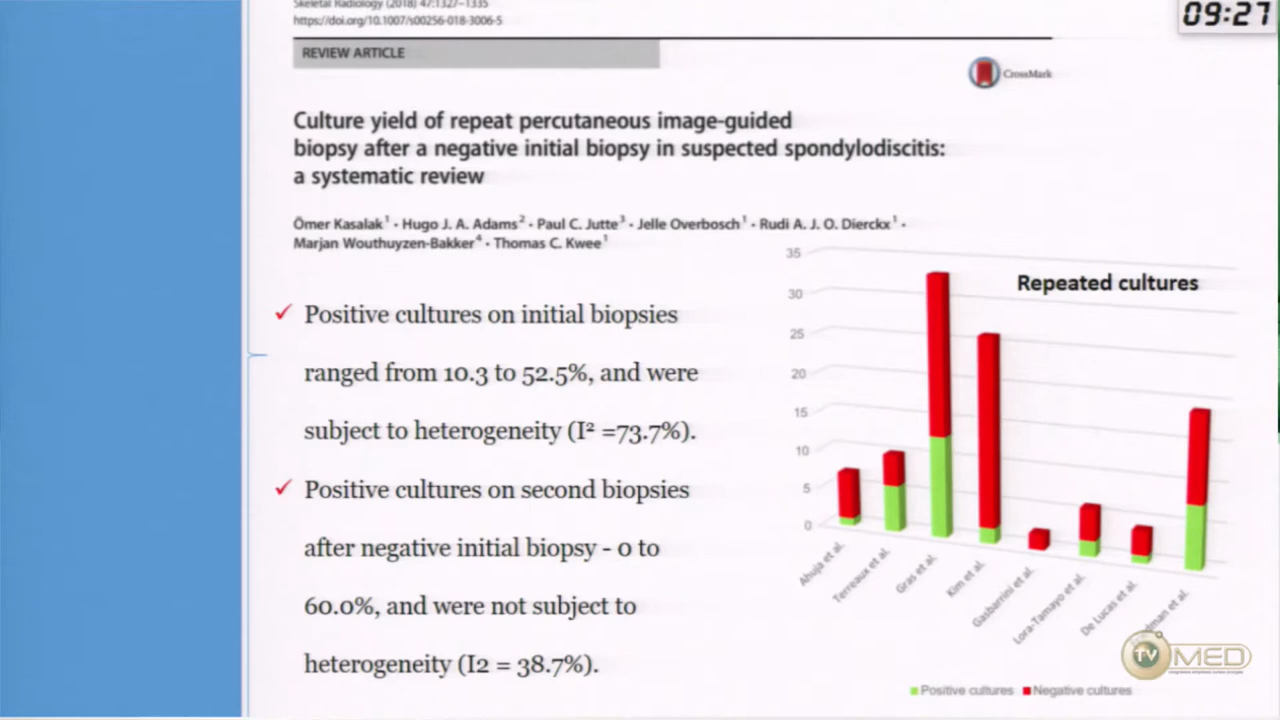 Skeletal Radiology (2018) 47:1327–1335
https://doi.org/10.1007/s00256-018-3006-5
09:27
REVIEW ARTICLE
CrossMark
Culture yield of repeat percutaneous image-guided
biopsy after a negative initial biopsy in suspected spondylodiscitis:
a systematic review
Ömer Kasalak¹ · Hugo J. A. Adams² · Paul C. Jutte³ · Jelle Overbosch¹ · Rudi A. J. O. Dierckx¹ ·
Marjan Wouthuyzen-Bakker⁴ · Thomas C. Kwee¹
✓ Positive cultures on initial biopsies
ranged from 10.3 to 52.5%, and were
subject to heterogeneity (I² =73.7%).
✓ Positive cultures on second biopsies
after negative initial biopsy - 0 to
60.0%, and were not subject to
heterogeneity (I2 = 38.7%).
Repeated cultures
35
30
25
20
15
10
5
0
Ahuja et al.
Terreaux et al.
Gras et al.
Kim et al.
Gasbarrini et al.
Lora-Tamayo et al.
De Lucas et al.
et al.
Positive cultures
Negative cultures
TV MED